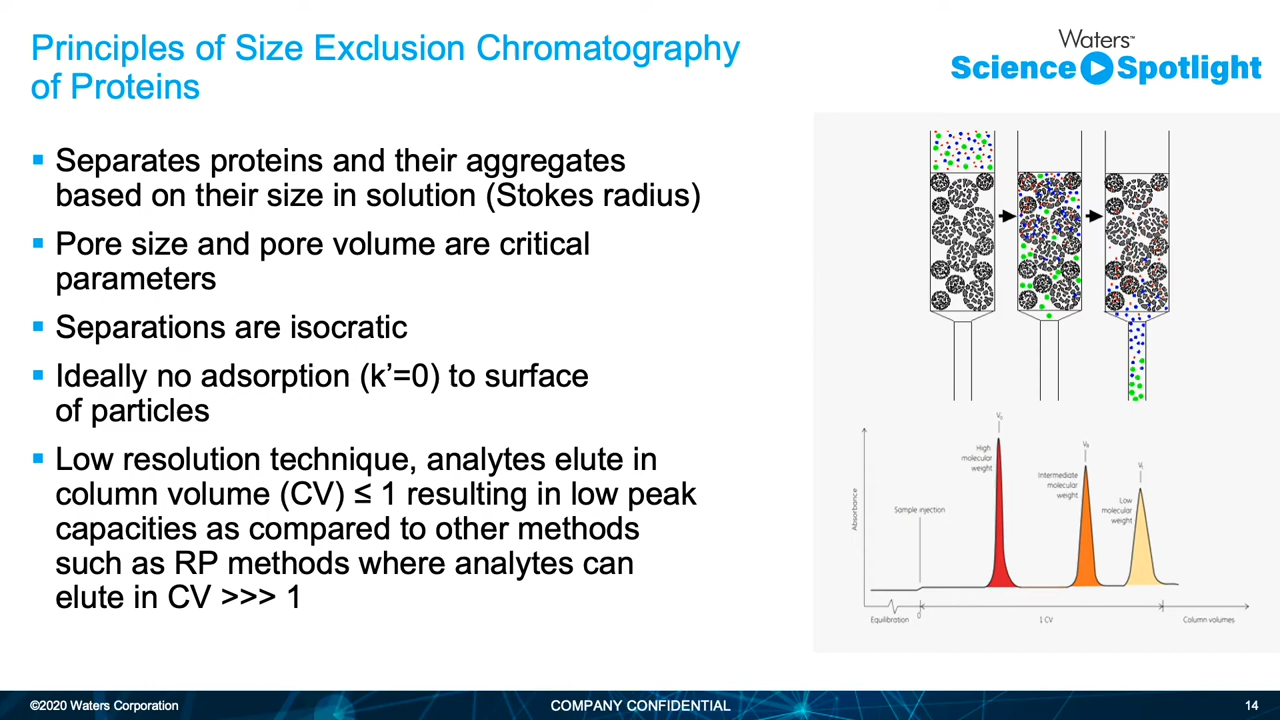 Principles of Size Exclusion Chromatography
of Proteins
Waters™
Science Spotlight
▪ Separates proteins and their aggregates
based on their size in solution (Stokes radius)
▪ Pore size and pore volume are critical
parameters
▪ Separations are isocratic
▪ Ideally no adsorption (k’=0) to surface
of particles
▪ Low resolution technique, analytes elute in
column volume (CV) ≤ 1 resulting in low peak
capacities as compared to other methods
such as RP methods where analytes can
elute in CV >>> 1
V₀
High
molecular
weight
Vᵣ
Intermediate
molecular
weight
Vₜ
Low
molecular
weight
Sample injection
Absorbance
Equilibration
0
1 CV
Column volumes
©2020 Waters Corporation
COMPANY CONFIDENTIAL
14